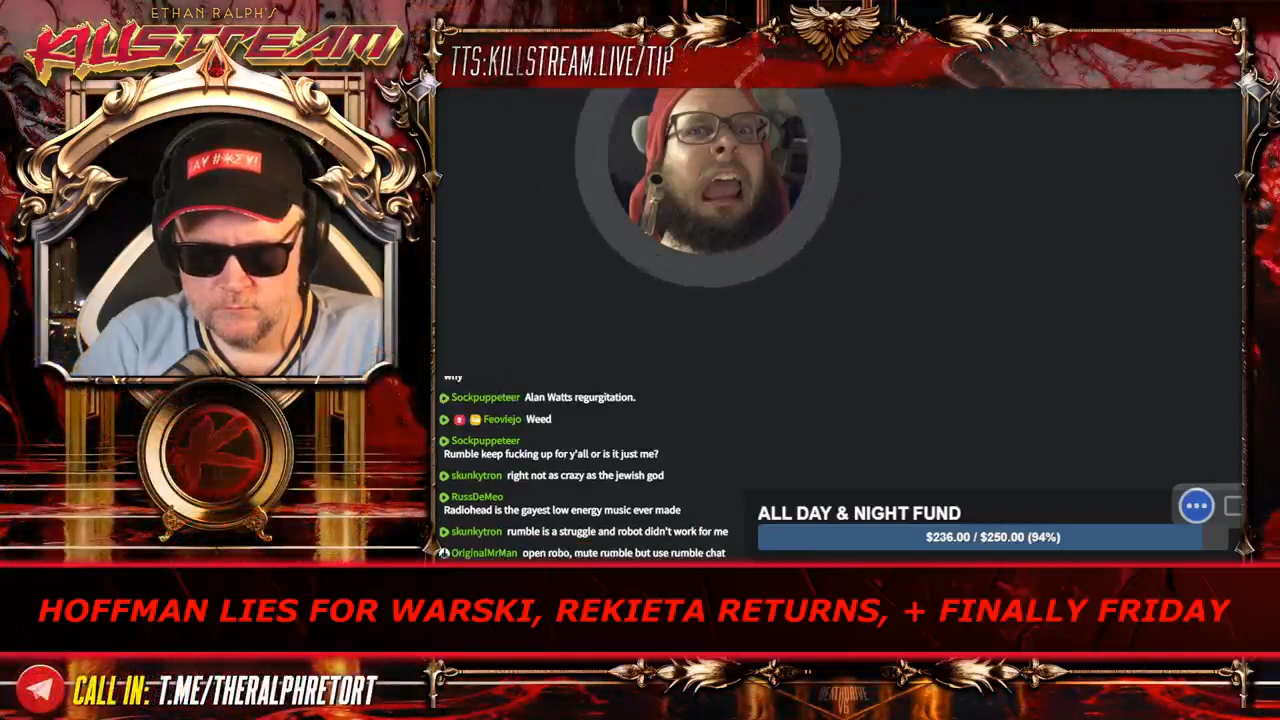 ETHAN RALPH'S
KILLSTREAM
TTS:KILLSTREAM.LIVE/TIP
why
Sockpuppeteer Alan Watts regurgitation.
Feoviejo Weed
Sockpuppeteer
Rumble keep fucking up for y'all or is it just me?
skunkytron right not as crazy as the jewish god
RussDeMeo
Radiohead is the gayest low energy music ever made
skunkytron rumble is a struggle and robot didn't work for me
OriginalMrMan open robo, mute rumble but use rumble chat
ALL DAY & NIGHT FUND
$236.00 / $250.00 (94%)
HOFFMAN LIES FOR WARSKI, REKIETA RETURNS, + FINALLY FRIDAY
CALL IN: T.ME/THERALPHRETORT